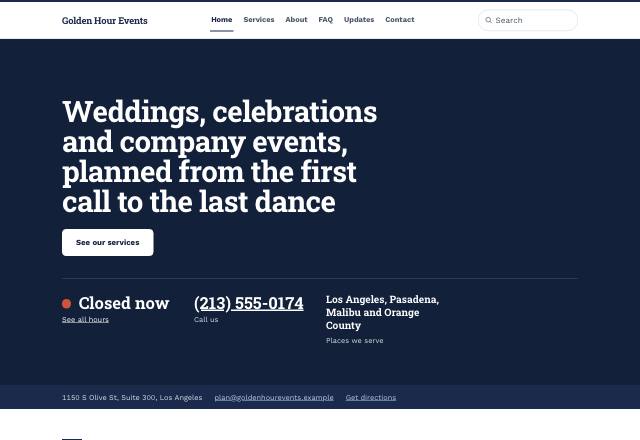 Golden Hour Events
Home Services About FAQ Updates Contact
Search
Weddings, celebrations
and company events,
planned from the first
call to the last dance
See our services
Closed now
See all hours
(213) 555-0174
Call us
Los Angeles, Pasadena,
Malibu and Orange
County
Places we serve
1150 S Olive St, Suite 300, Los Angeles plan@goldenhourevents.example Get directions